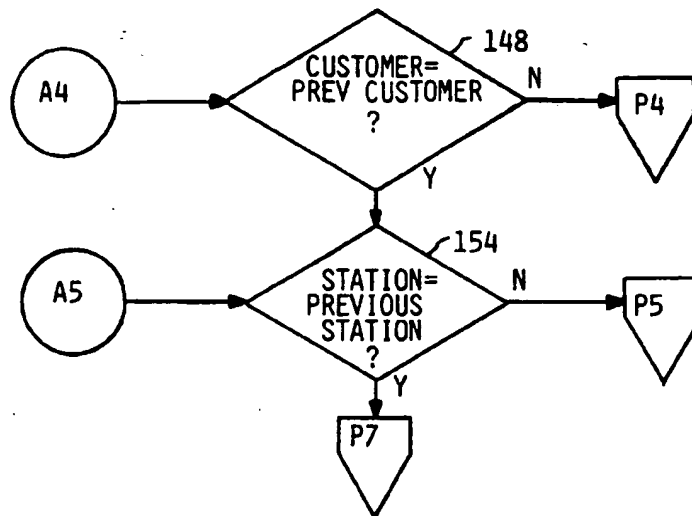 148
A4
CUSTOMER=
PREV CUSTOMER
?
N
P4
Y
154
A5
STATION=
PREVIOUS
STATION
?
N
P5
Y
P7